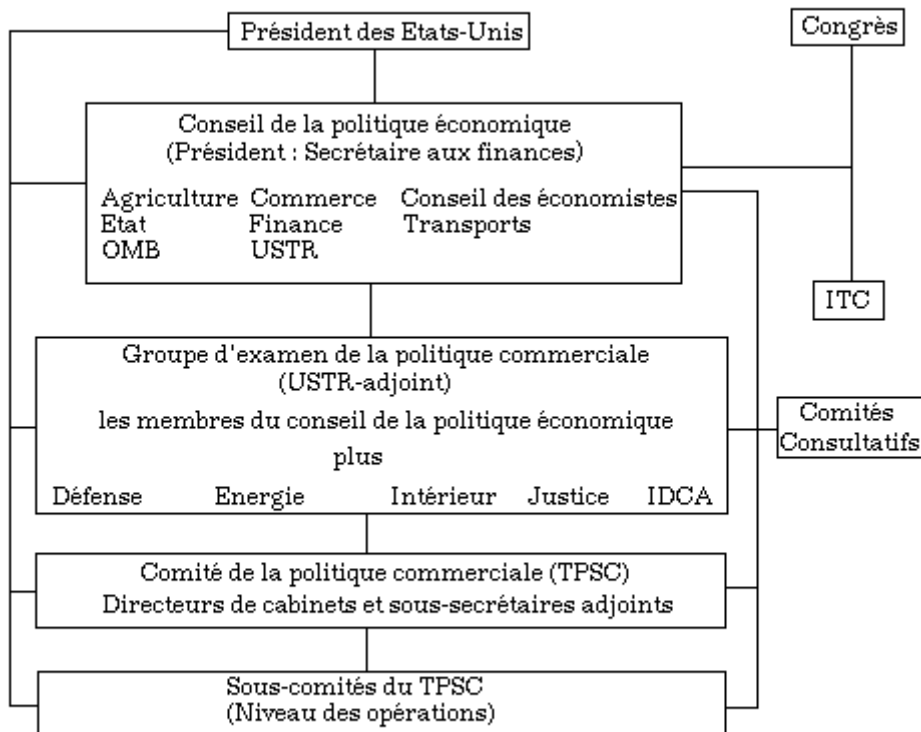 Président des Etats-Unis
Congrès
Conseil de la politique économique
(Président : Secrétaire aux finances)
Agriculture Commerce Conseil des économistes
Etat Finance Transports
OMB USTR
ITC
Groupe d'examen de la politique commerciale
(USTR-adjoint)
les membres du conseil de la politique économique
plus
Défense Energie Intérieur Justice IDCA
Comités
Consultatifs
Comité de la politique commerciale (TPSC)
Directeurs de cabinets et sous-secrétaires adjoints
Sous-comités du TPSC
(Niveau des opérations)